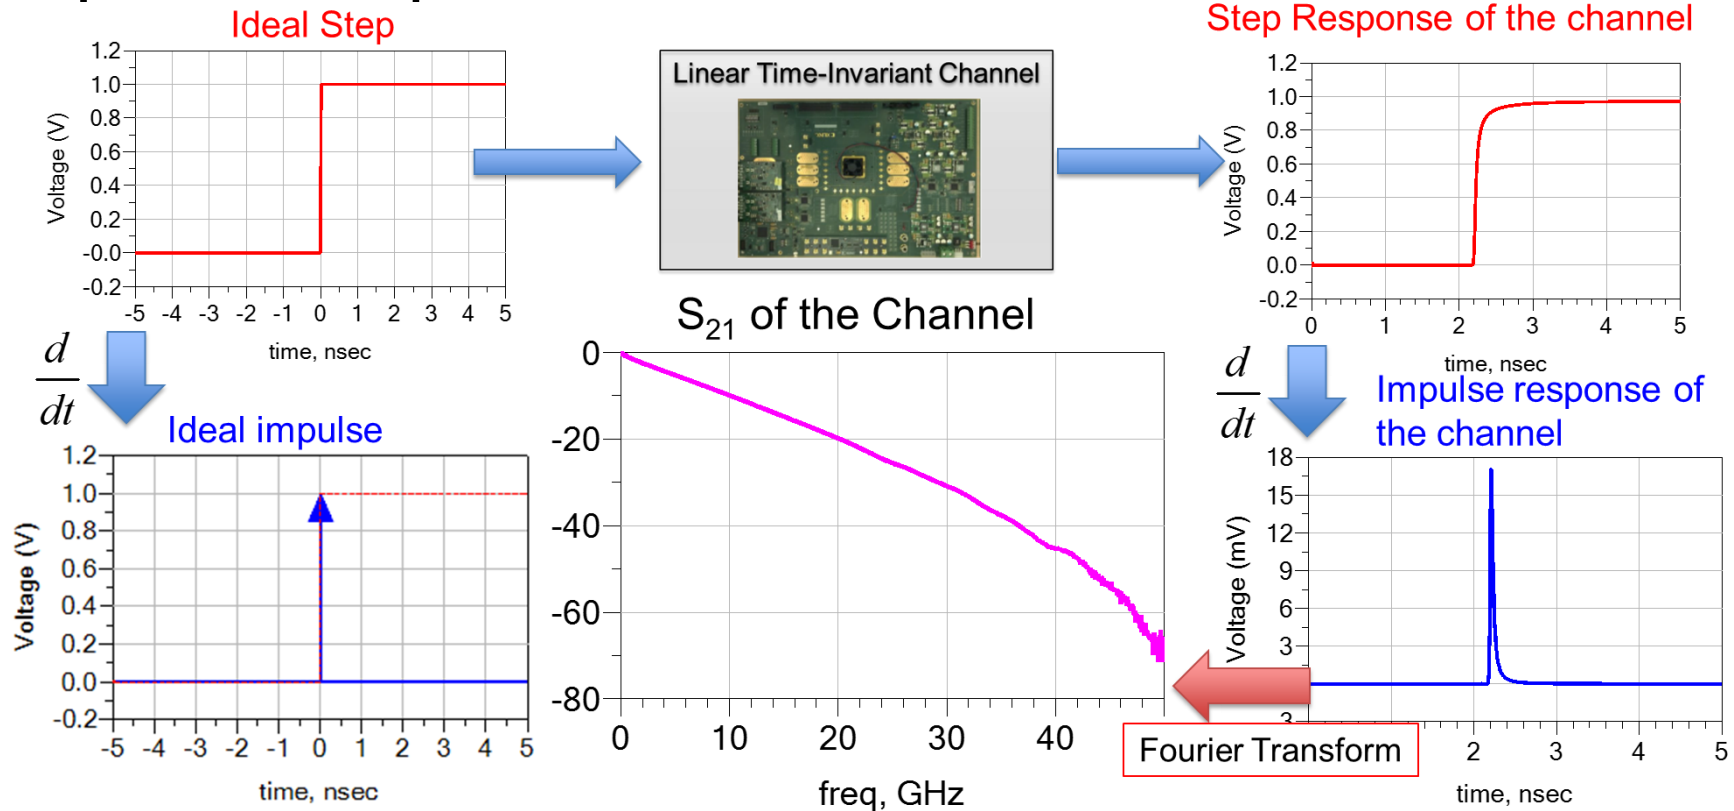 Ideal Step
1.2
1.0
0.8
0.6
0.4
0.2
-0.0
-0.2
Voltage (V)
-5 -4 -3 -2 -1 0 1 2 3 4 5
time, nsec
Linear Time-Invariant Channel
Step Response of the channel
1.2
1.0
0.8
0.6
0.4
0.2
0.0
-0.2
Voltage (V)
0 1 2 3 4 5
time, nsec
d
dt
Ideal impulse
1.2
1.0
0.8
0.6
0.4
0.2
0.0
-0.2
Voltage (V)
-5 -4 -3 -2 -1 0 1 2 3 4 5
time, nsec
S21 of the Channel
0
-20
-40
-60
-80
0 10 20 30 40
freq, GHz
d
dt
Impulse response of
the channel
18
15
12
9
6
3
3
Voltage (mV)
2 3 4 5
time, nsec
Fourier Transform